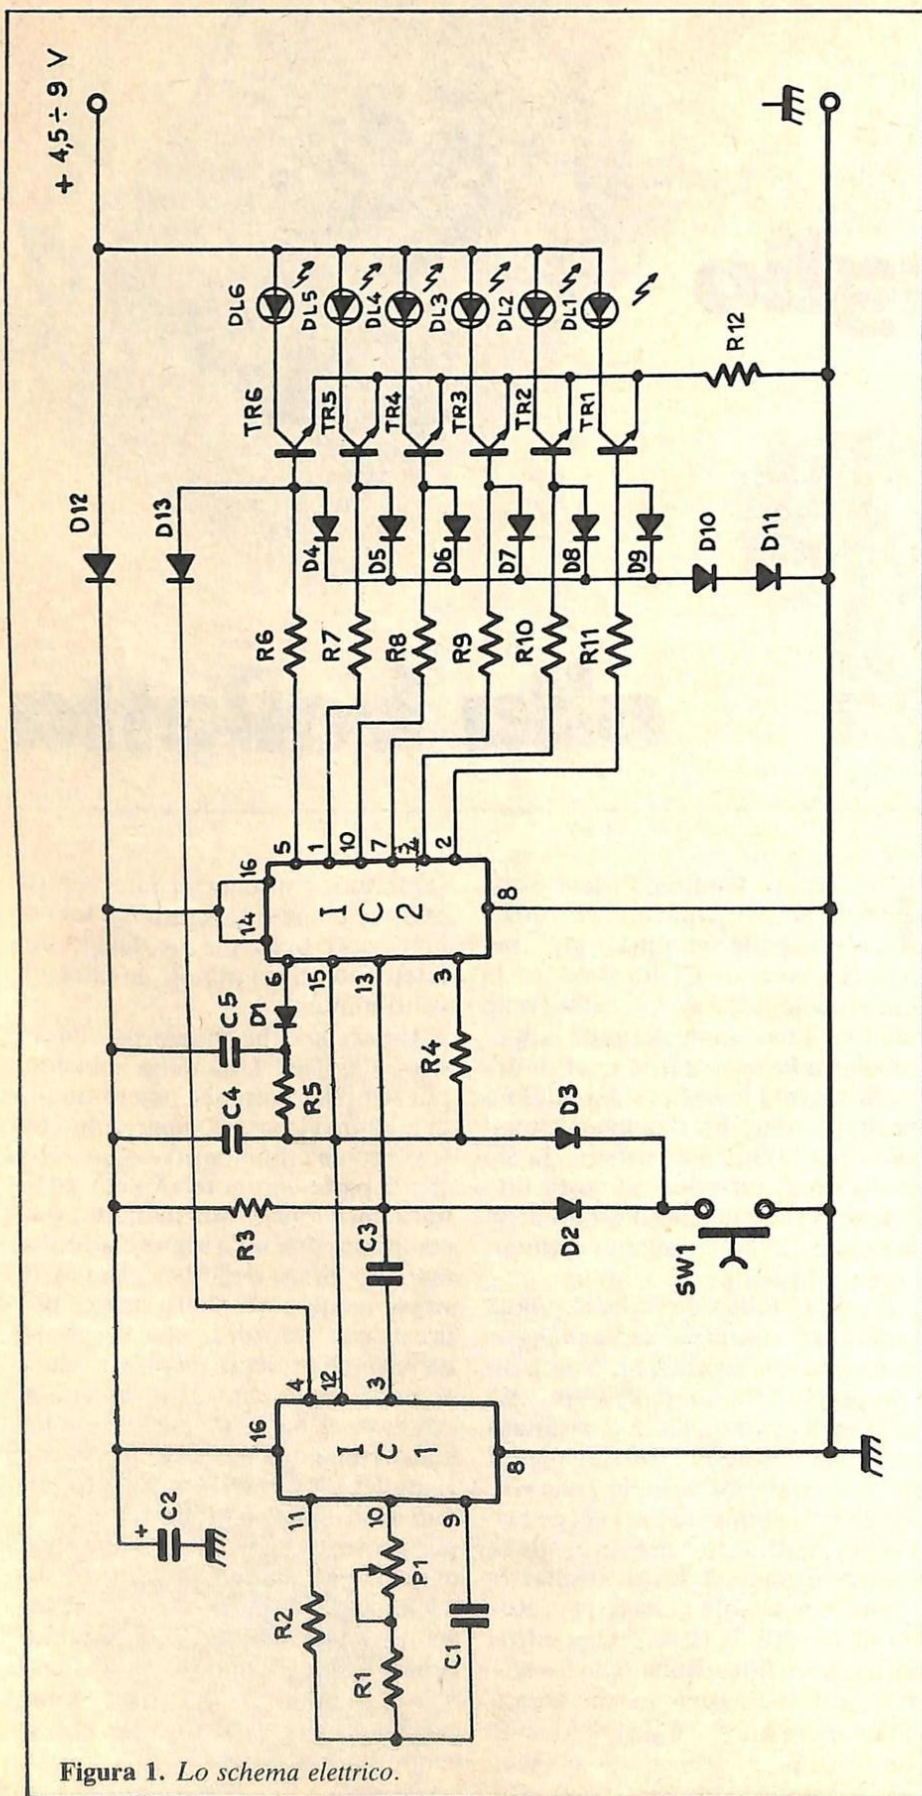 + 4,5÷9 V
D12
D13
DL6
DL5
DL4
DL3
DL2
DL1
TR6
TR5
TR4
TR3
TR2
TR1
R12
D4
D5
D6
D7
D8
D9
D10
D11
R6
R7
R8
R9
R10
R11
5
1
10
7
2
16
14
IC2
8
6
15
13
3
D1
C5
C4
R5
R4
R3
C3
D3
D2
SW1
4
12
3
16
IC1
8
11
10
9
+
C2
R2
R1
P1
C1
Figura 1. Lo schema elettrico.